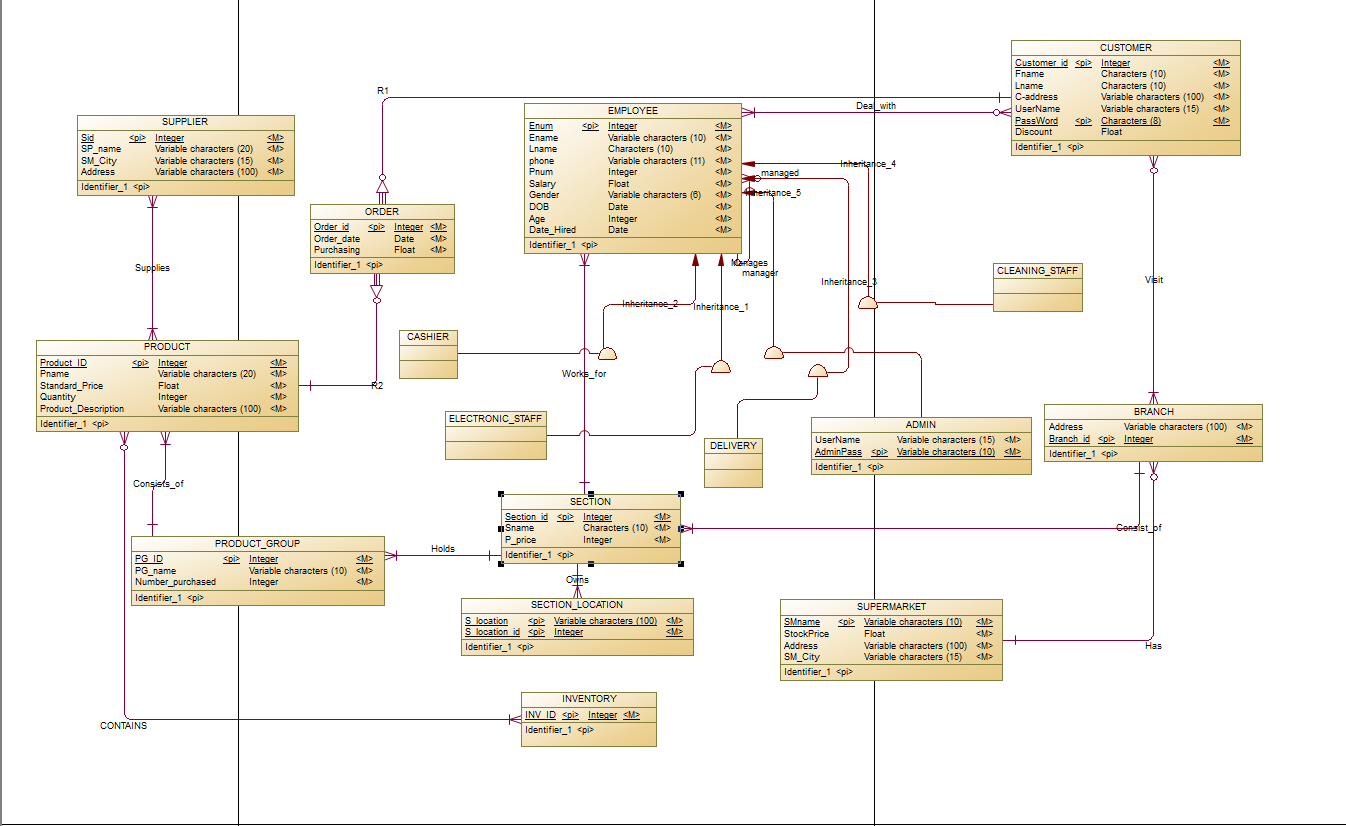 CUSTOMER
Customer_id <pi> Integer <M>
Fname Characters (10) <M>
Lname Characters (10) <M>
C-address Variable characters (100) <M>
UserName Variable characters (15) <M>
PassWord <pi> Characters (8) <M>
Discount Float
Identifier_1 <pi>
R1
Deal_with
EMPLOYEE
Enum <pi> Integer <M>
Ename Variable characters (10) <M>
Lname Characters (10) <M>
phone Variable characters (11) <M>
Pnum Integer <M>
Salary Float <M>
Gender Variable characters (6) <M>
DOB Date <M>
Age Integer <M>
Date_Hired Date <M>
Identifier_1 <pi>
SUPPLIER
Sid <pi> Integer <M>
SP_name Variable characters (20) <M>
SM_City Variable characters (15) <M>
Address Variable characters (100) <M>
Identifier_1 <pi>
Inheritance_4
managed
Inheritance_5
ORDER
Order_id <pi> Integer <M>
Order_date Date <M>
Purchasing Float <M>
Identifier_1 <pi>
Supplies
Manages
manager
Inheritance_3
CLEANING_STAFF
Visit
Inheritance_2
Inheritance_1
CASHIER
PRODUCT
Product_ID <pi> Integer <M>
Pname Variable characters (20) <M>
Standard_Price Float <M>
Quantity Integer <M>
Product_Description Variable characters (100) <M>
Identifier_1 <pi>
R2
Works_for
ELECTRONIC_STAFF
DELIVERY
ADMIN
UserName Variable characters (15) <M>
AdminPass <pi> Variable characters (10) <M>
Identifier_1 <pi>
BRANCH
Address Variable characters (100) <M>
Branch_id <pi> Integer <M>
Identifier_1 <pi>
Consists_of
SECTION
Section_id <pi> Integer <M>
Sname Characters (10) <M>
P_price Integer <M>
Identifier_1 <pi>
Consist_of
PRODUCT_GROUP
PG_ID <pi> Integer <M>
PG_name Variable characters (10) <M>
Number_purchased Integer <M>
Identifier_1 <pi>
Holds
Owns
SECTION_LOCATION
S_location <pi> Variable characters (100) <M>
S_location_id <pi> Integer <M>
Identifier_1 <pi>
SUPERMARKET
SMname <pi> Variable characters (10) <M>
StockPrice Float <M>
Address Variable characters (100) <M>
SM_City Variable characters (15) <M>
Identifier_1 <pi>
Has
INVENTORY
INV_ID <pi> Integer <M>
Identifier_1 <pi>
CONTAINS